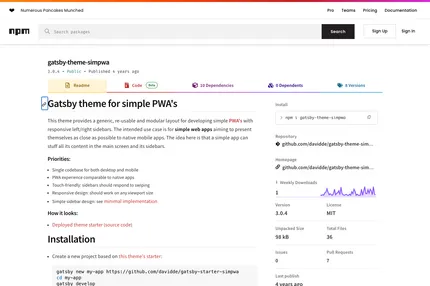 Numerous Pancakes Munched
Pro Teams Pricing Documentation
npm Search packages Search Sign Up Sign In
gatsby-theme-simpwa
3.0.4 • Public • Published 4 years ago
Readme Code Beta 20 Dependencies 0 Dependents 8 Versions
Gatsby theme for simple PWA's
This theme provides a generic, re usable and modular layout for developing simple PWA's with
responsive left/right sidebars. The intended use case is for simple web apps aiming to present
themselves as close as possible to native mobile apps. The idea here is that a simple app can
stuff all its content in the main screen and its sidebars.
Priorities:
Single codebase for both desktop and mobile
PWA experience comparable to native apps
Touch-friendly: sidebars should respond to swiping
Responsive design: should work on any viewport size
Simple sidebar design: see minimal implementation
How it looks:
Deployed theme starter (source code)
Installation
Create a new project based on this theme's starter:
gatsby new my-app https://github.com/davidde/gatsby-starter-simpwa
cd my-app
gatsby develop
Install
> npm i gatsby-theme-simpwa
Repository
github.com/davidde/gatsby-theme-sim...
Homepage
github.com/davidde/gatsby-theme-sim...
Weekly Downloads
1
Version License
3.0.4 MIT
Unpacked Size Total Files
98 kB 36
Issues Pull Requests
0 7
Last publish
4 years ago